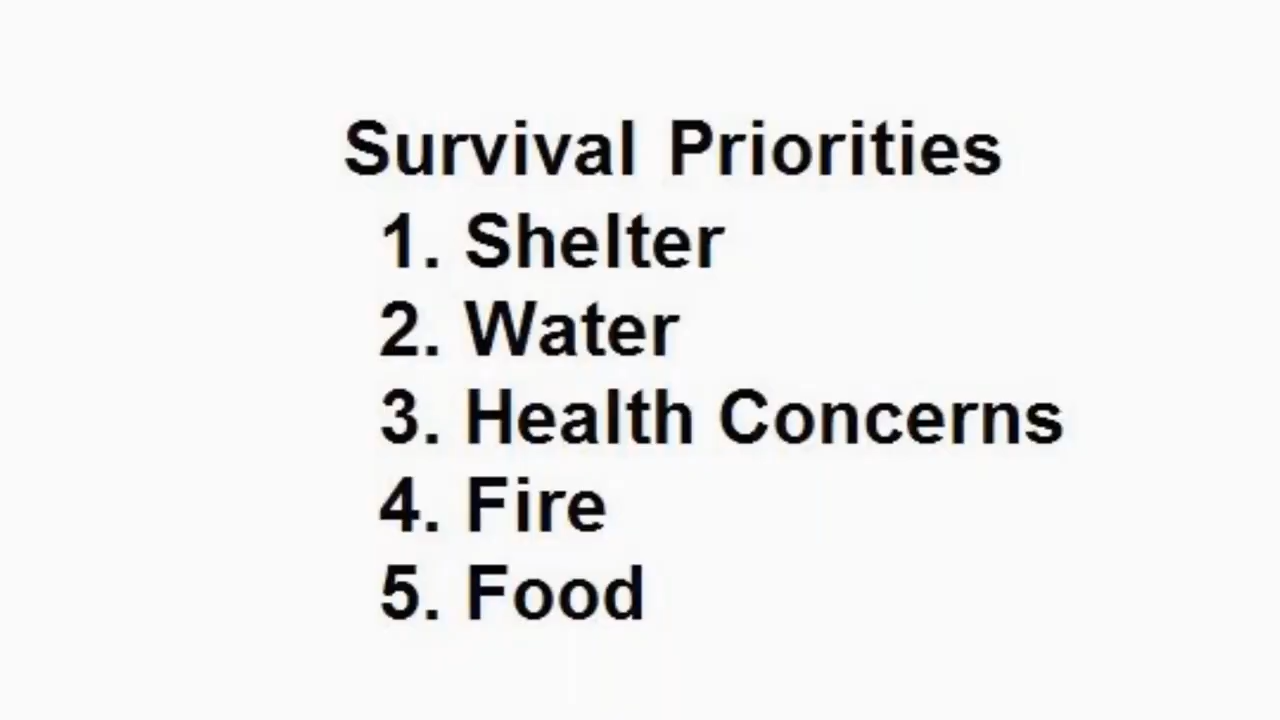 Survival Priorities
1. Shelter
2. Water
3. Health Concerns
4. Fire
5. Food